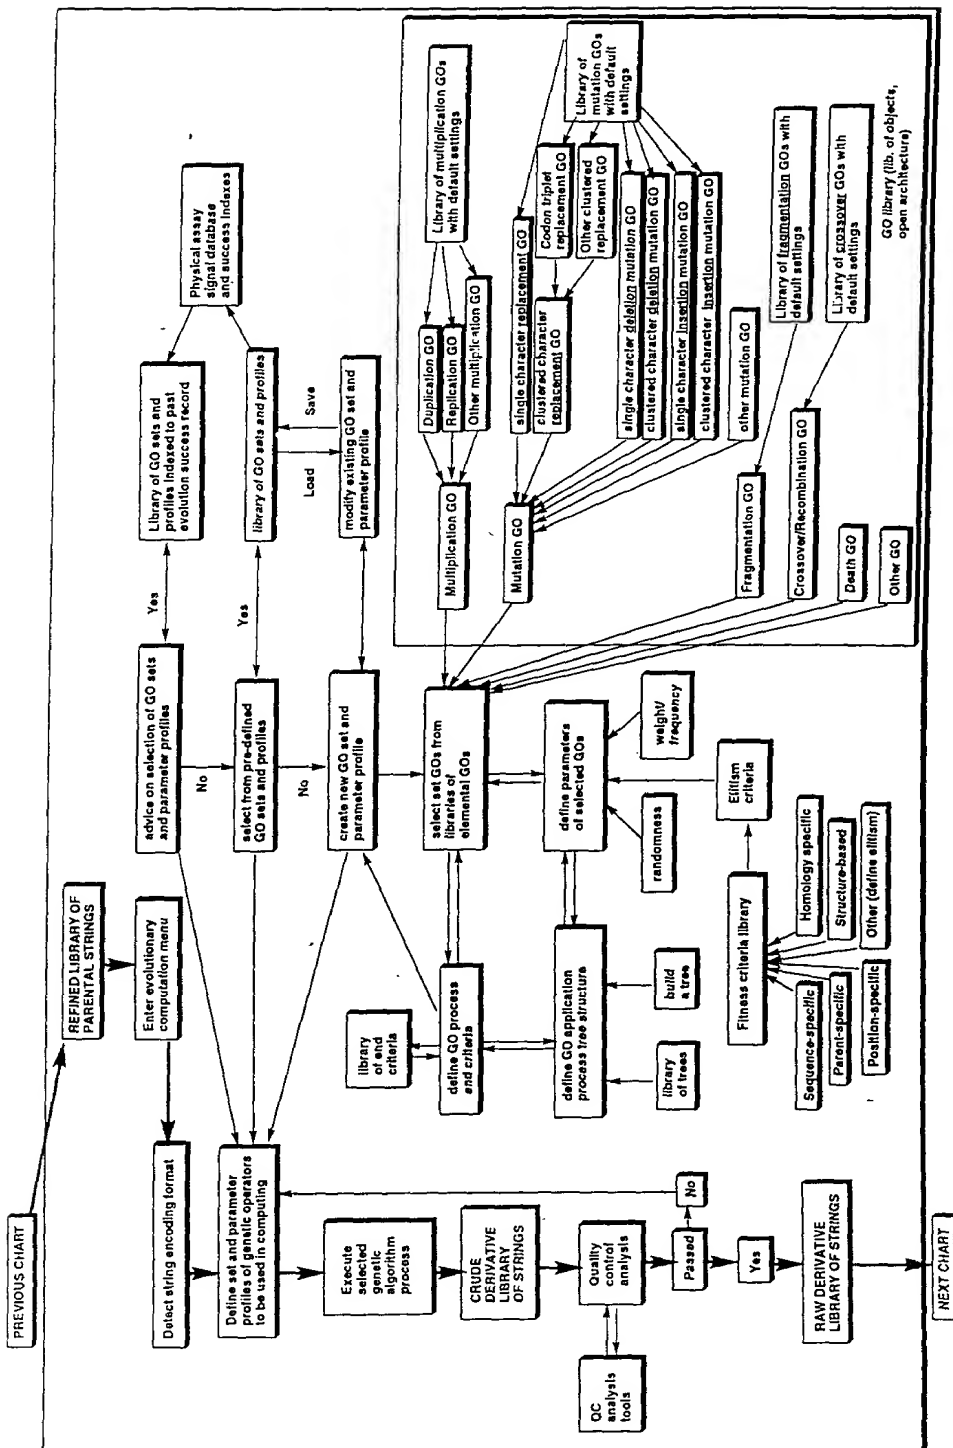 PREVIOUS CHART
REFINED LIBRARY OF
PARENTAL STRINGS
Enter evolutionary
computation menu
Detect string encoding format
Define set and parameter
profiles of genetic operators
to be used in computing
Execute
selected
genetic
algorithm
process
CRUDE
DERIVATIVE
LIBRARY
OF STRINGS
QC
analysis
tools
Quality
control
analysis
Passed
No
Yes
RAW DERIVATIVE
LIBRARY OF STRINGS
NEXT CHART
advice on selection of GO sets
and parameter profiles
Yes
No
Library of GO sets and
profiles indexed to past
evolution success record
Physical assay
signal database
and success indexes
select from pre-defined
GO sets and profiles
Yes
No
library of GO sets and profiles
Load
Save
create new GO set and
parameter profile
modify existing GO set and
parameter profile
library
of end
criteria
define GO process
end criteria
select set GOs from
libraries of
elemental GOs
define GO application
process tree structure
define parameters
of selected GOs
library
of trees
build
a tree
randomness
weight/
frequency
Fitness criteria library
Elitism
criteria
Sequence-specific
Parent-specific
Position-specific
Homology specific
Structure-based
Other (define elitism)
Multiplication GO
Duplication GO
Replication GO
Other multiplication GO
Library of multiplication GOs
with default settings
Mutation GO
single character replacement GO
clustered character
replacement GO
Codon triplet
replacement GO
Other clustered
replacement GO
Library of
mutation GOs
with default
settings
single character deletion mutation GO
clustered character deletion mutation GO
single character insertion mutation GO
clustered character insertion mutation GO
other mutation GO
Fragmentation GO
Library of fragmentation GOs with
default settings
Crossover/Recombination GO
Library of crossover GOs with
default settings
Death GO
Other GO
GO library (lib. of objects,
open architecture)